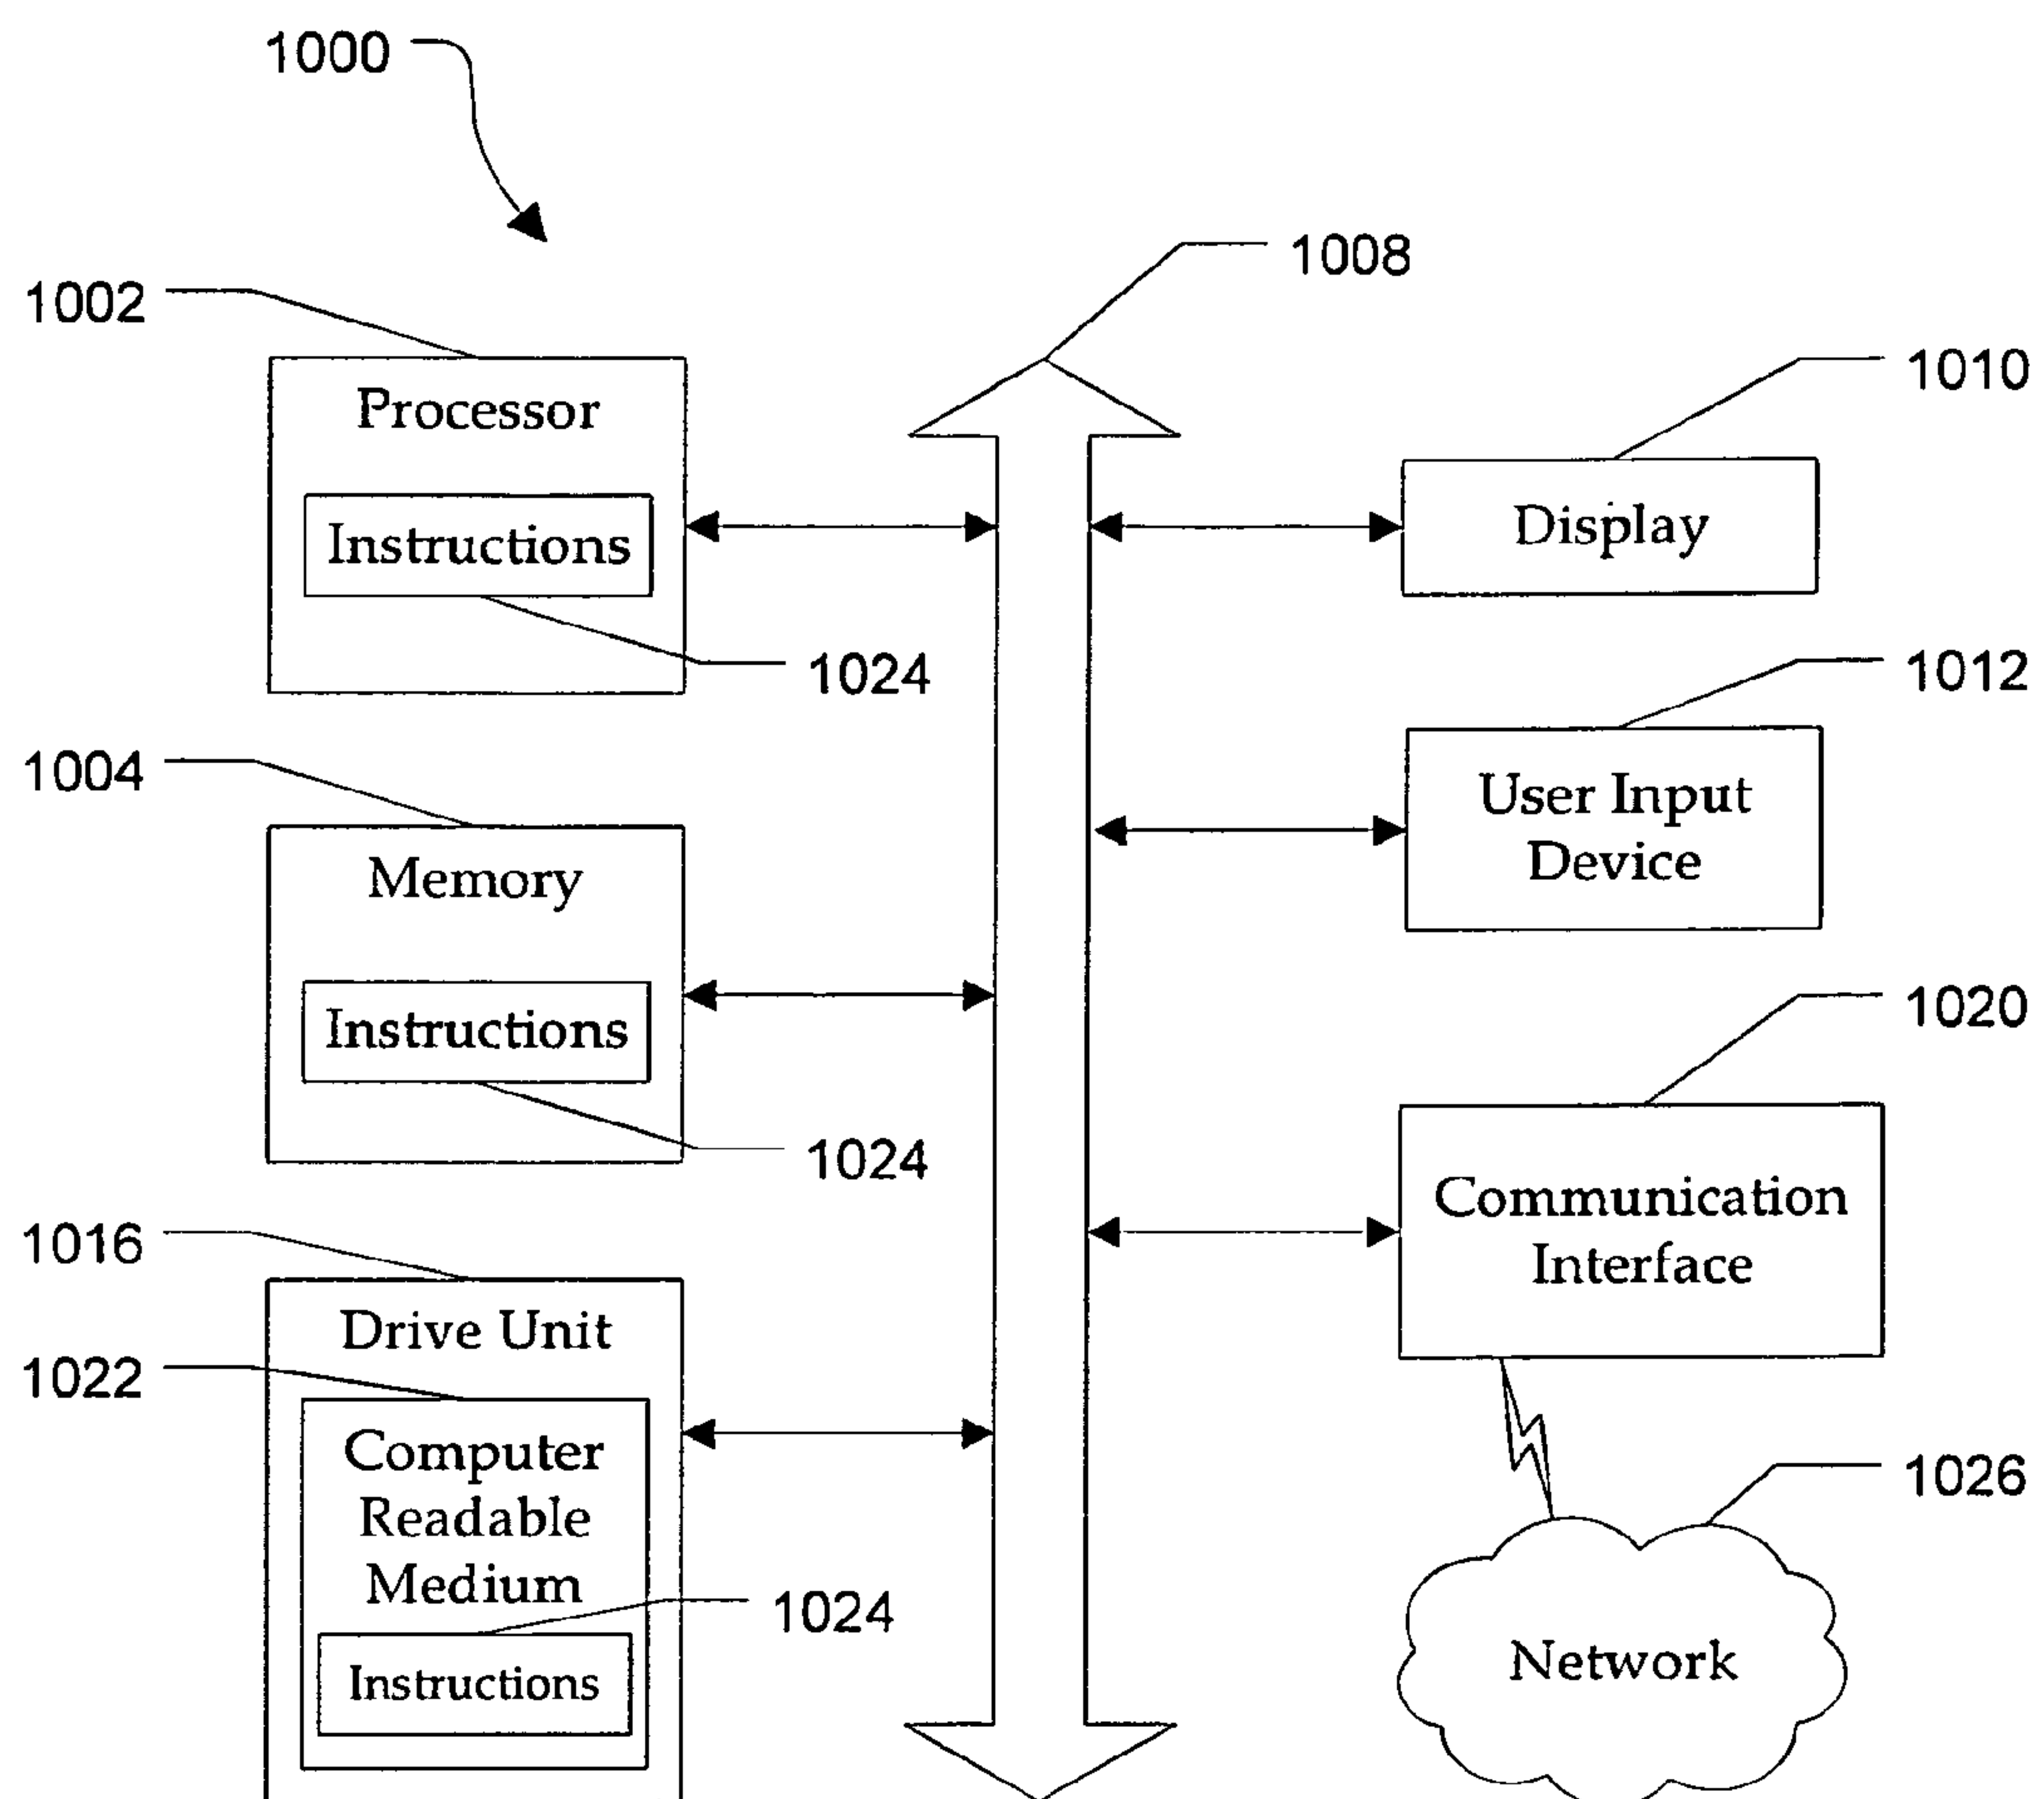 1000
1008
1002
1010
Processor
Instructions
Display
1024
1012
1004
User Input
Device
Memory
Instructions
1020
1024
Communication
Interface
1016
Drive Unit
1022
Computer
Readable
Medium
1026
1024
Instructions
Network